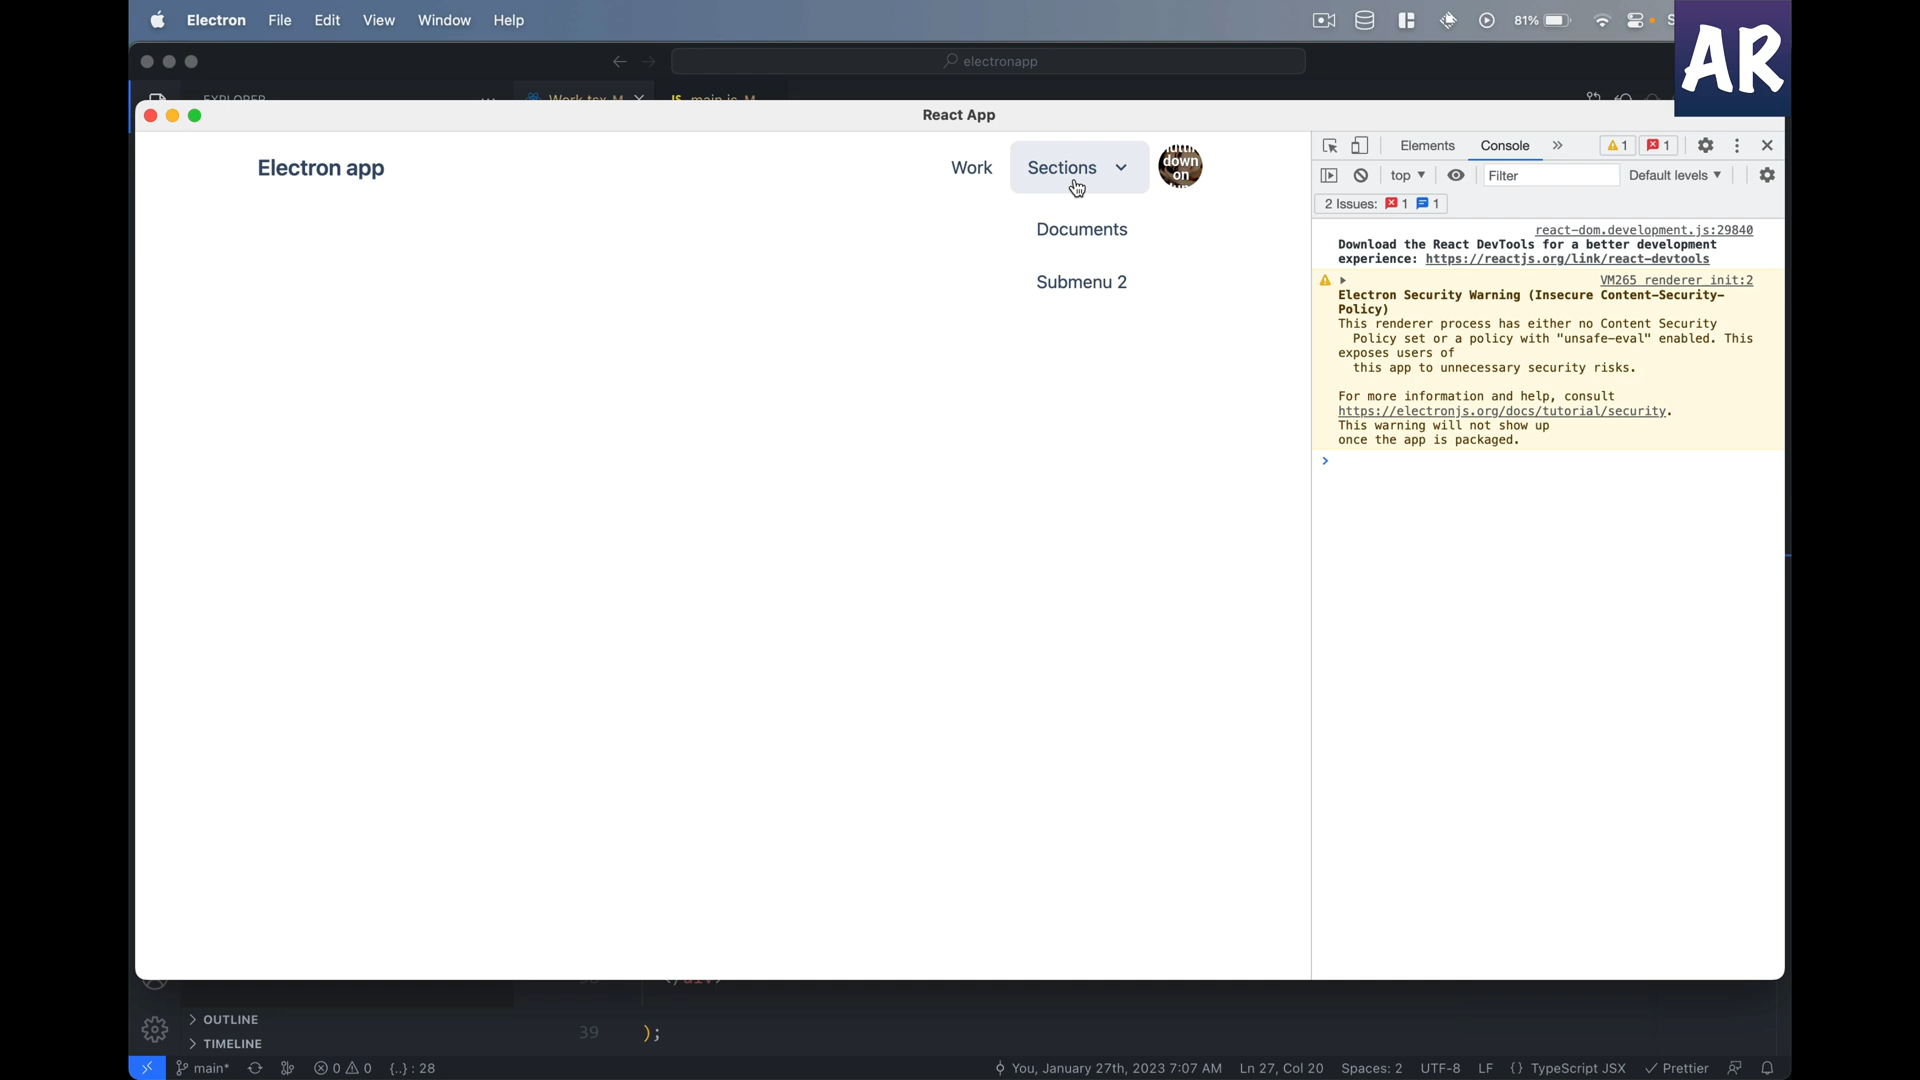 Electron File Edit View Window Help
81%
AR
electronapp
EXPLORER
Work.tsx M
JS main.js M
React App
Electron app
Work
Sections
down
on
Documents
Submenu 2
Elements Console
1
1
top
Filter
Default levels
2 Issues: 1 1
react-dom.development.js:29840
Download the React DevTools for a better development
experience: https://reactjs.org/link/react-devtools
VM265 renderer_init:2
Electron Security Warning (Insecure Content-Security-
Policy)
This renderer process has either no Content Security
Policy set or a policy with "unsafe-eval" enabled. This
exposes users of
this app to unnecessary security risks.
For more information and help, consult
https://electronjs.org/docs/tutorial/security.
This warning will not show up
once the app is packaged.
OUTLINE
TIMELINE
39 );
main* 0 0 {..} : 28
You, January 27th, 2023 7:07 AM Ln 27, Col 20 Spaces: 2 UTF-8 LF {} TypeScript JSX Prettier